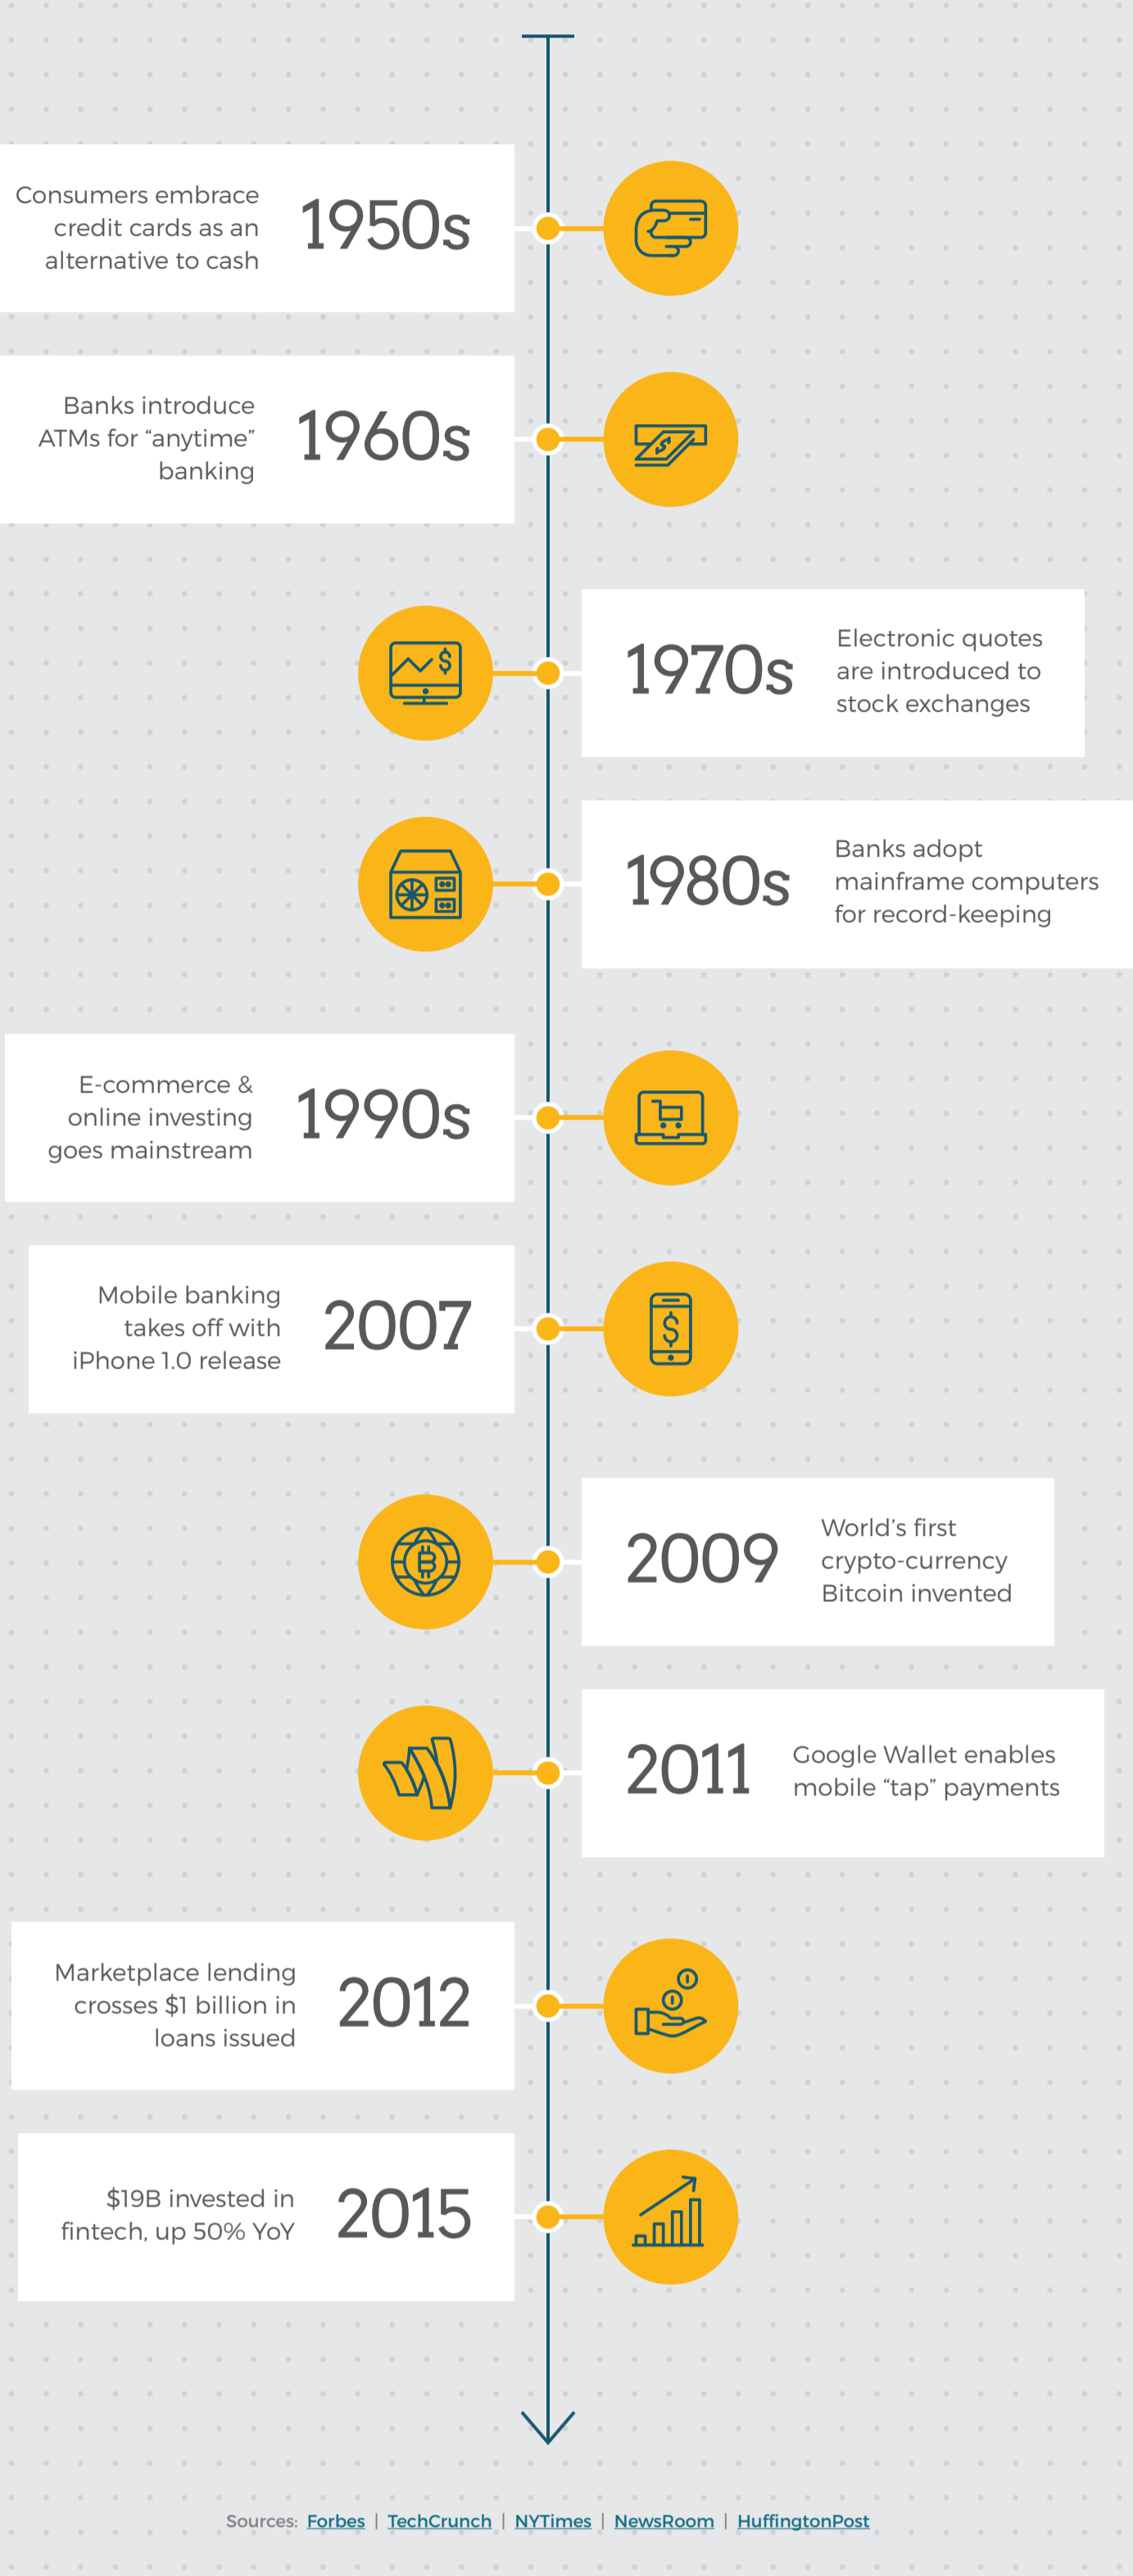 Consumers embrace
credit cards as an
alternative to cash
1950s
Banks introduce
ATMs for “anytime”
banking
1960s
$
$
1970s
Electronic quotes
are introduced to
stock exchanges
1980s
Banks adopt
mainframe computers
for record-keeping
E-commerce &
online investing
goes mainstream
1990s
Mobile banking
takes off with
iPhone 1.0 release
2007
$
B
2009
World’s first
crypto-currency
Bitcoin invented
2011
Google Wallet enables
mobile “tap” payments
Marketplace lending
crosses $1 billion in
loans issued
2012
$19B invested in
fintech, up 50% YoY
2015
Sources: Forbes | TechCrunch | NYTimes | NewsRoom | HuffingtonPost